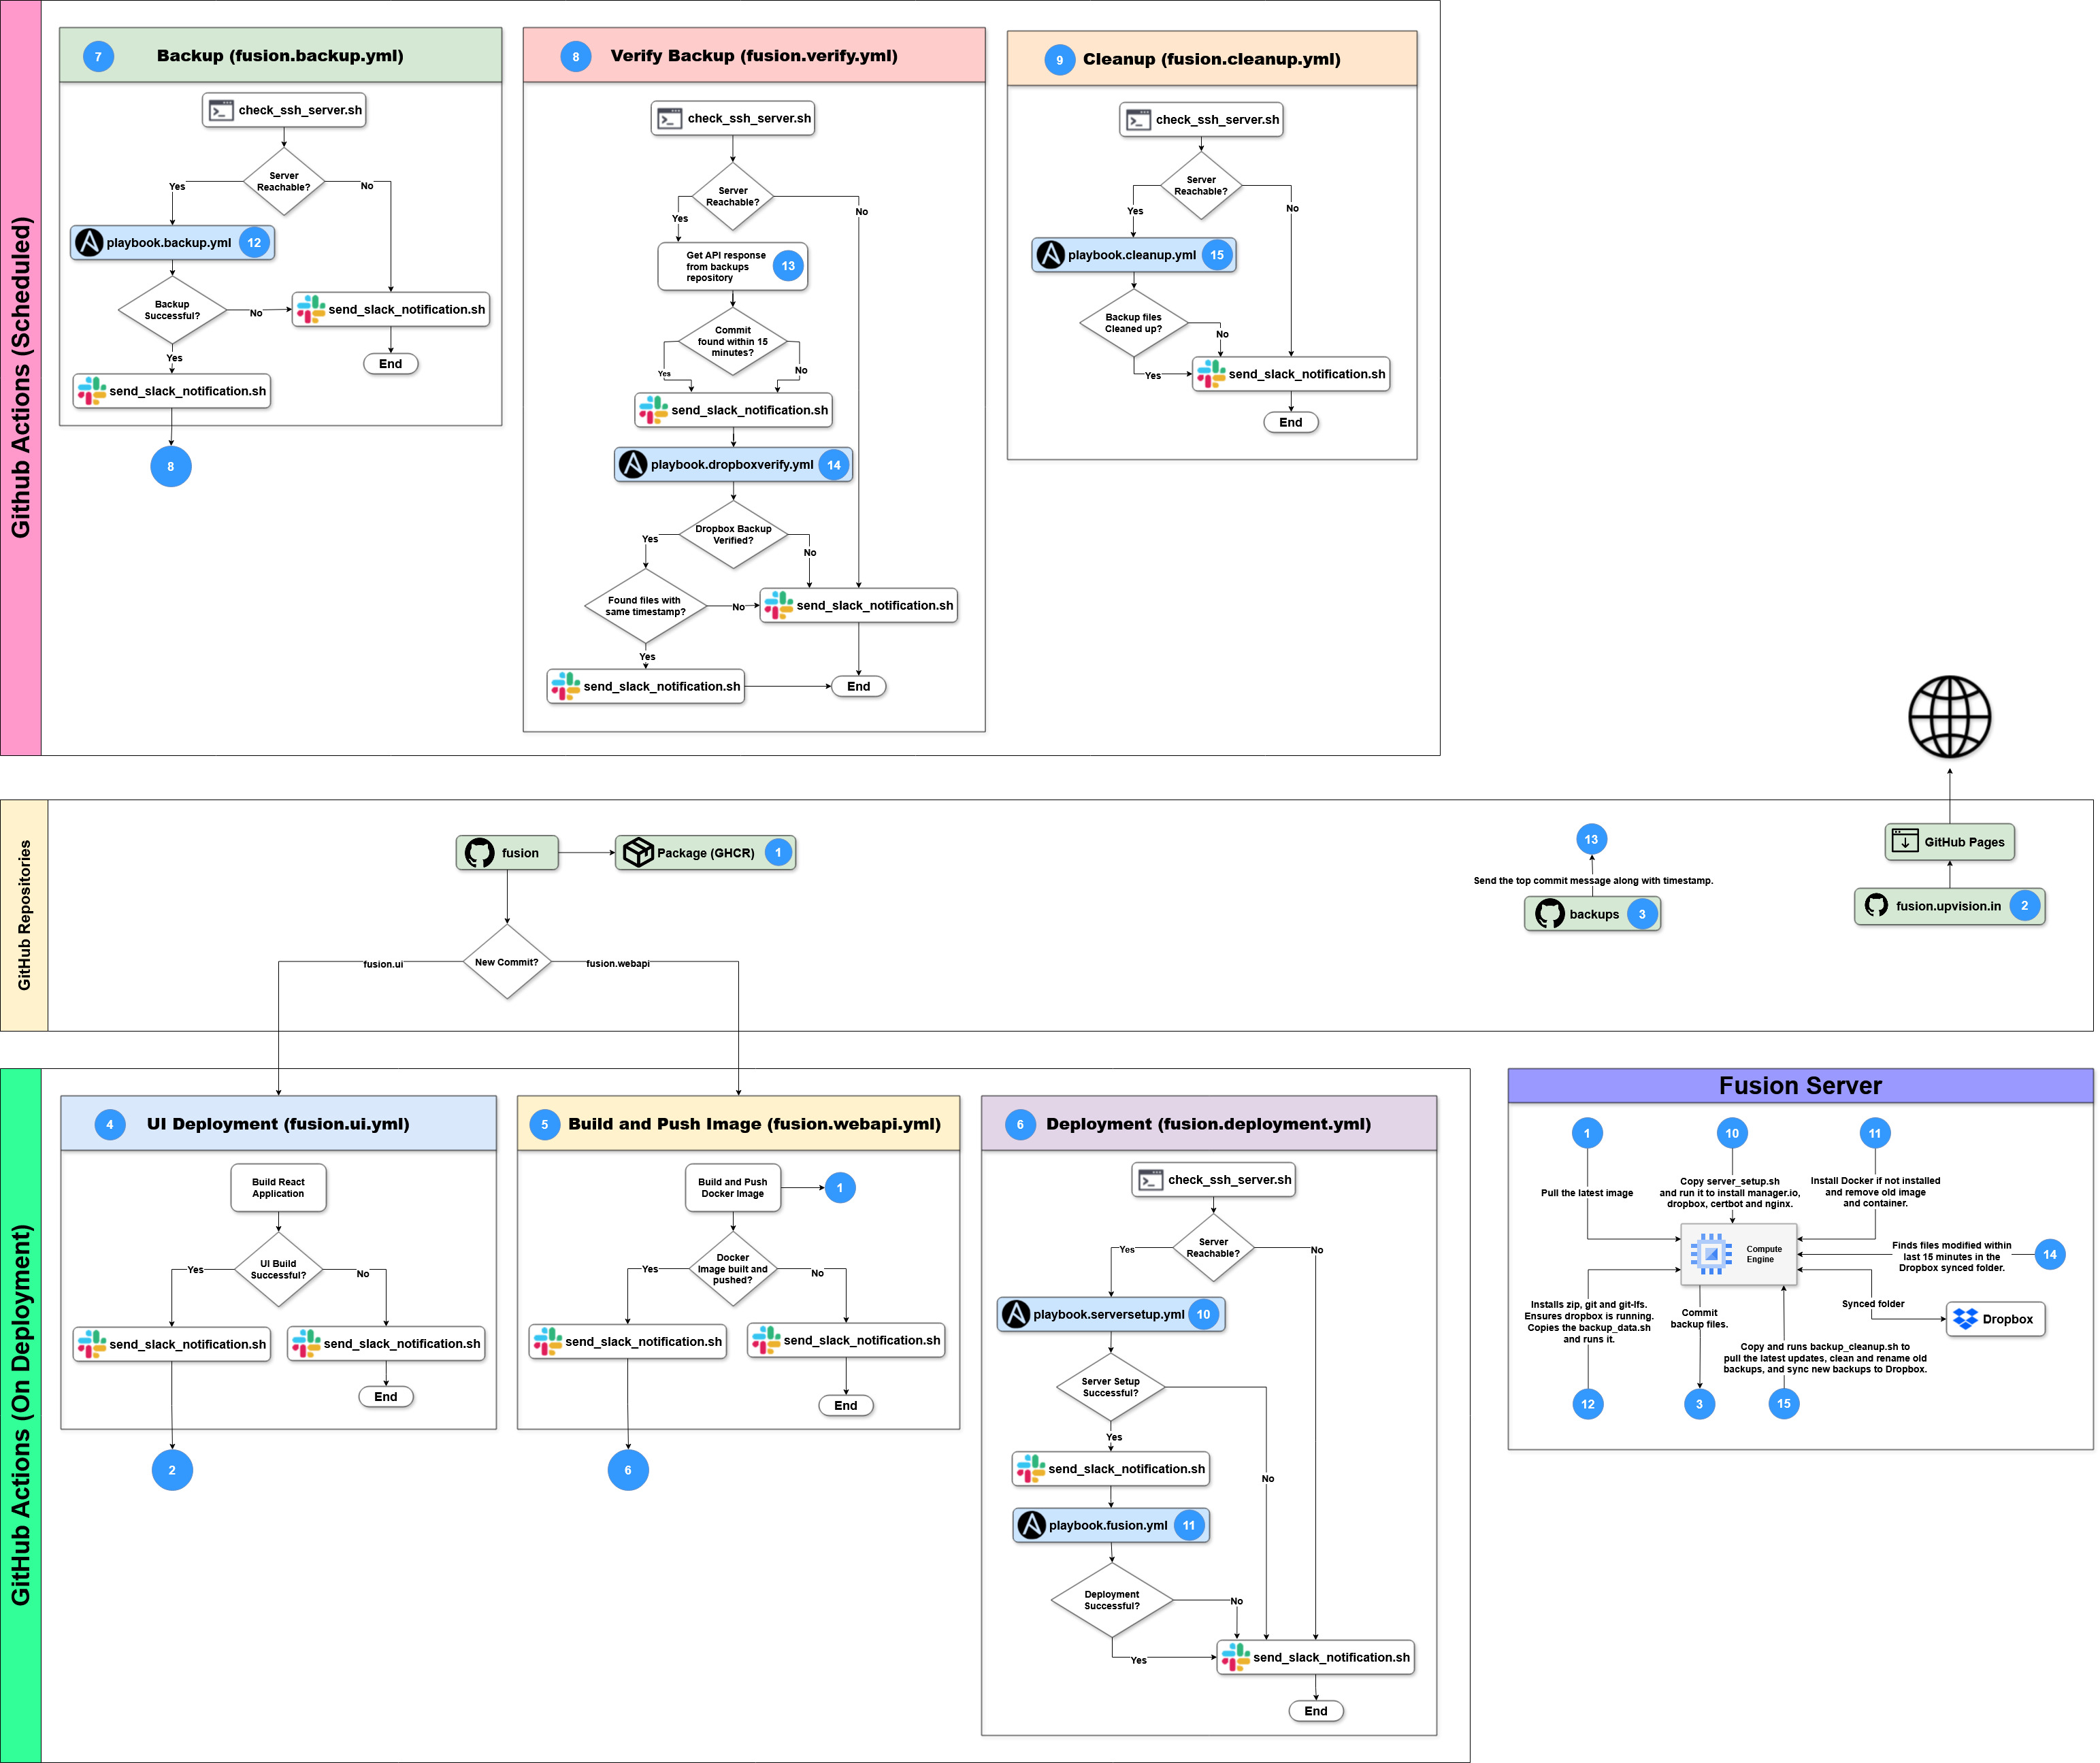 Github Actions (Scheduled)
7
Backup (fusion.backup.yml)
check_ssh_server.sh
Server
Reachable?
Yes
No
playbook.backup.yml
12
Backup
Successful?
No
send_slack_notification.sh
Yes
End
send_slack_notification.sh
8
8
Verify Backup (fusion.verify.yml)
check_ssh_server.sh
Server
Reachable?
Yes
No
Get API response
from backups
repository
13
Commit
found within 15
minutes?
Yes
No
send_slack_notification.sh
playbook.dropboxverify.yml
14
Dropbox Backup
Verified?
Yes
No
Found files with
same timestamp?
No
send_slack_notification.sh
Yes
send_slack_notification.sh
End
9
Cleanup (fusion.cleanup.yml)
check_ssh_server.sh
Server
Reachable?
Yes
No
playbook.cleanup.yml
15
Backup files
Cleaned up?
No
Yes
send_slack_notification.sh
End
GitHub Repositories
fusion
Package (GHCR)
1
New Commit?
fusion.ui
fusion.webapi
13
Send the top commit message along with timestamp.
backups
3
GitHub Pages
fusion.upvision.in
2
GitHub Actions (On Deployment)
4
UI Deployment (fusion.ui.yml)
Build React
Application
UI Build
Successful?
Yes
No
send_slack_notification.sh
send_slack_notification.sh
End
2
5
Build and Push Image (fusion.webapi.yml)
Build and Push
Docker Image
1
Docker
Image built and
pushed?
Yes
No
send_slack_notification.sh
send_slack_notification.sh
End
6
6
Deployment (fusion.deployment.yml)
check_ssh_server.sh
Server
Reachable?
Yes
No
playbook.serversetup.yml
10
Server Setup
Successful?
Yes
No
send_slack_notification.sh
playbook.fusion.yml
11
Deployment
Successful?
No
Yes
send_slack_notification.sh
End
Fusion Server
1
10
11
Pull the latest image
Copy server_setup.sh
and run it to install manager.io,
dropbox, certbot and nginx.
Install Docker if not installed
and remove old image
and container.
Compute
Engine
Finds files modified within
last 15 minutes in the
Dropbox synced folder.
14
Installs zip, git and git-lfs.
Ensures dropbox is running.
Copies the backup_data.sh
and runs it.
Commit
backup files.
Synced folder
Dropbox
Copy and runs backup_cleanup.sh to
pull the latest updates, clean and rename old
backups, and sync new backups to Dropbox.
12
3
15